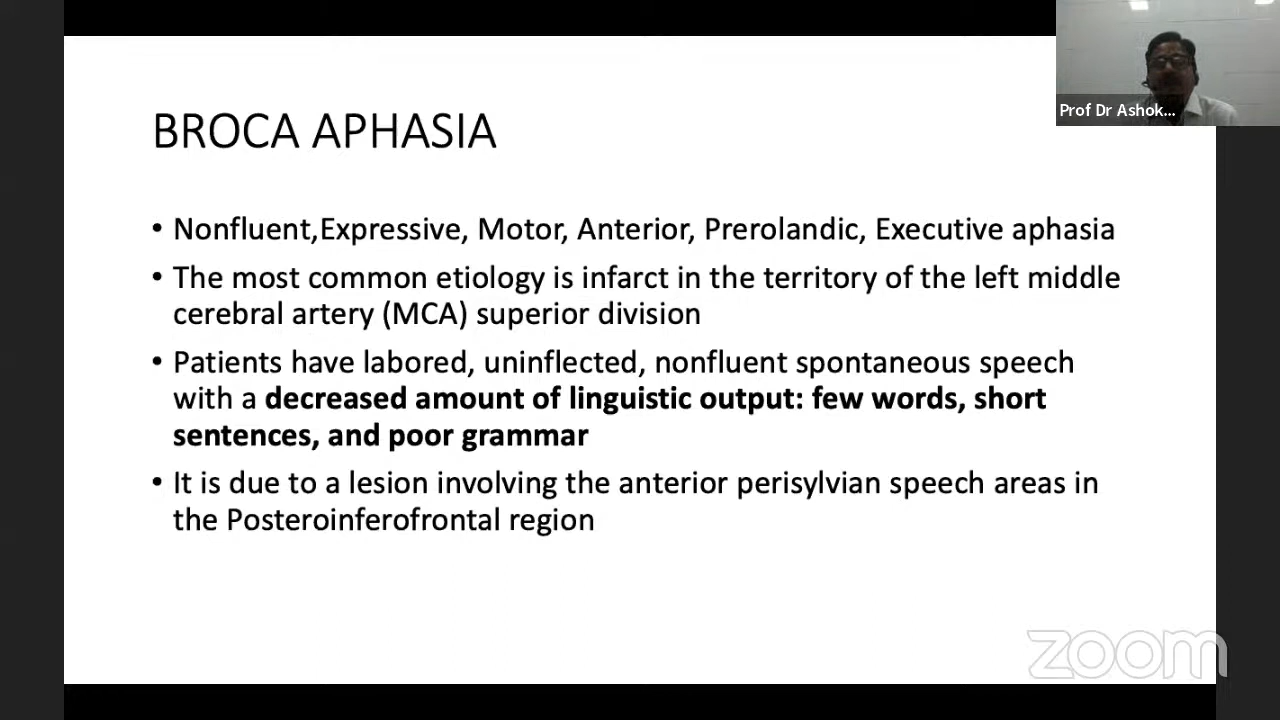 BROCA APHASIA
• Nonfluent,Expressive, Motor, Anterior, Prerolandic, Executive aphasia
• The most common etiology is infarct in the territory of the left middle
cerebral artery (MCA) superior division
• Patients have labored, uninflected, nonfluent spontaneous speech
with a decreased amount of linguistic output: few words, short
sentences, and poor grammar
• It is due to a lesion involving the anterior perisylvian speech areas in
the Posteroinferofrontal region
Prof Dr Ashok...
zoom